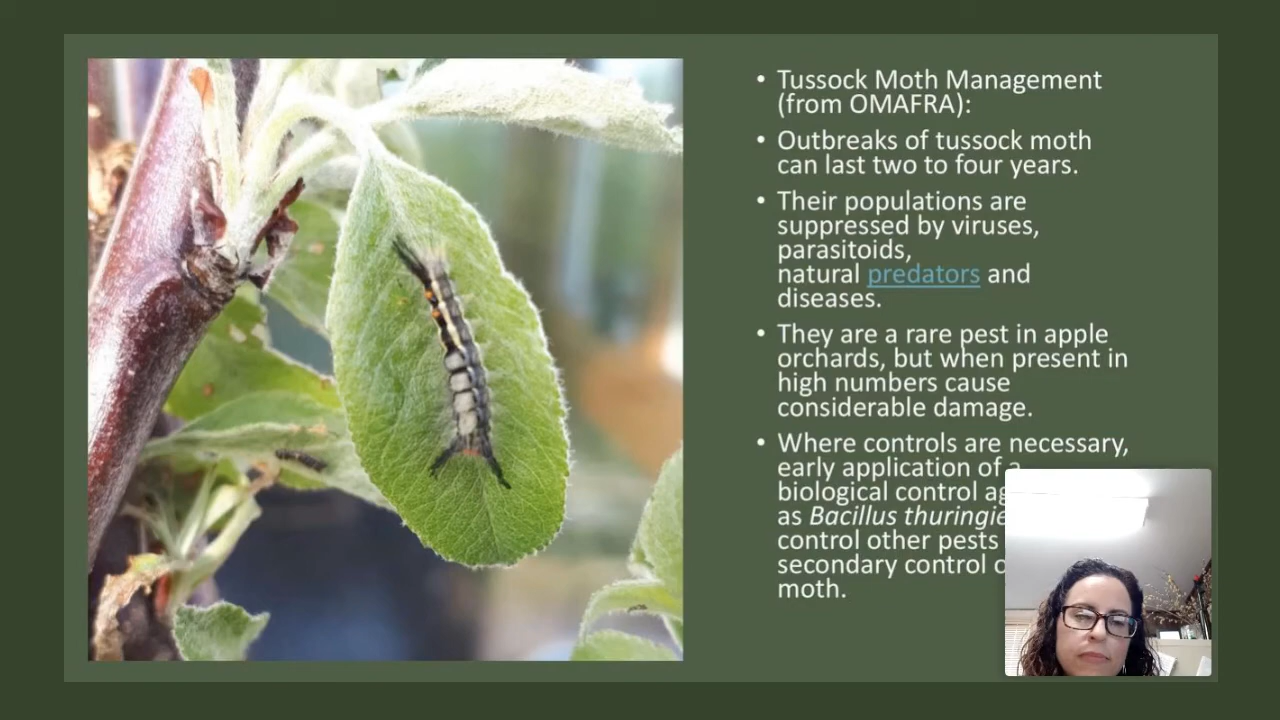 • Tussock Moth Management
(from OMAFRA):
• Outbreaks of tussock moth
can last two to four years.
• Their populations are
suppressed by viruses,
parasitoids,
natural predators and
diseases.
• They are a rare pest in apple
orchards, but when present in
high numbers cause
considerable damage.
• Where controls are necessary,
early application of a
biological control
as Bacillus
control other pests
secondary control
moth.